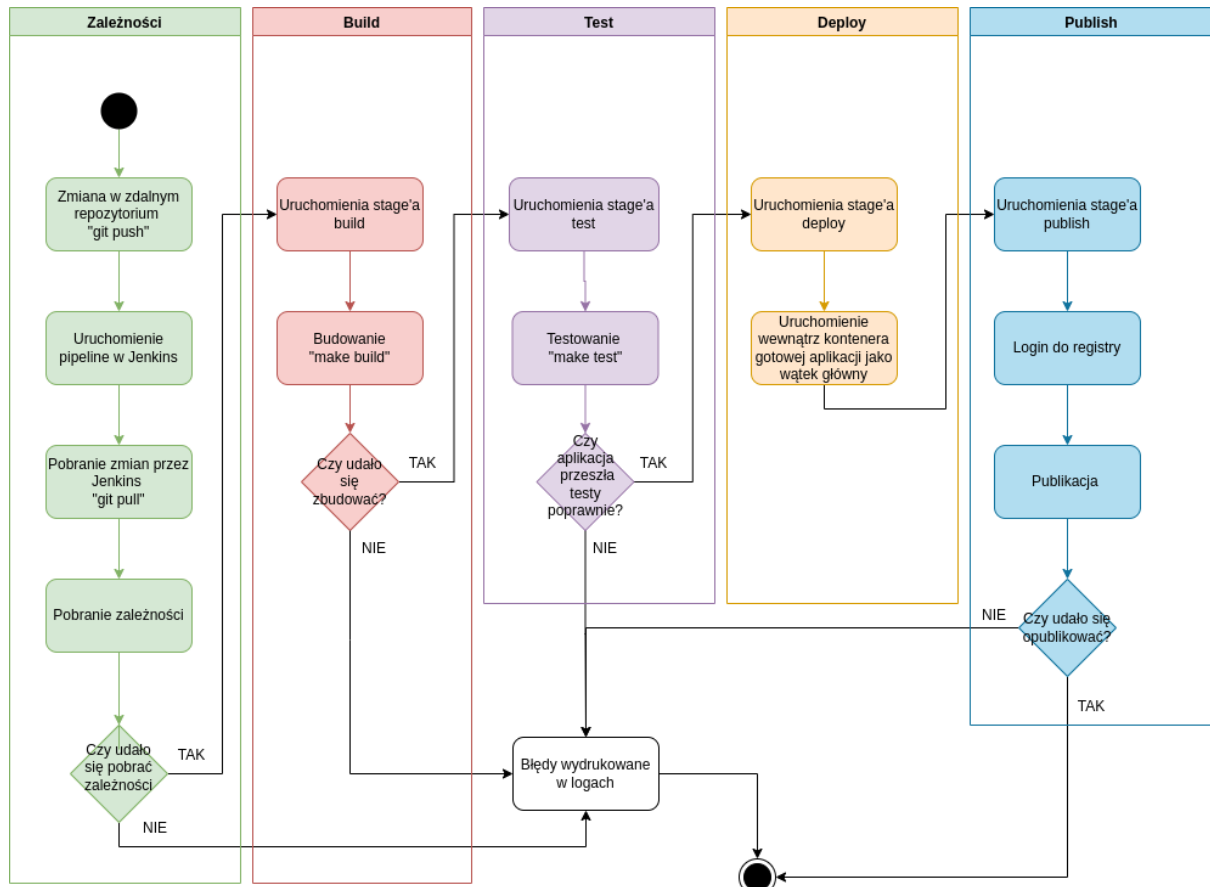 Zależności
Build
Test
Deploy
Publish
Zmiana w zdalnym
repozytorium
"git push"
Uruchomienie
pipeline w Jenkins
Pobranie zmian przez
Jenkins
"git pull"
Pobranie zależności
Czy udało
się pobrać
zależności
TAK
NIE
Uruchomienia stage'a
build
Budowanie
"make build"
Czy udało
się
zbudować?
TAK
NIE
Uruchomienia stage'a
test
Testowanie
"make test"
Czy
aplikacja
przeszła
testy
poprawnie?
TAK
NIE
Uruchomienia stage'a
deploy
Uruchomienie
wewnątrz kontenera
gotowej aplikacji jako
wątek główny
Uruchomienia stage'a
publish
Login do registry
Publikacja
Czy udało się
opublikować?
NIE
TAK
Błędy wydrukowane
w logach